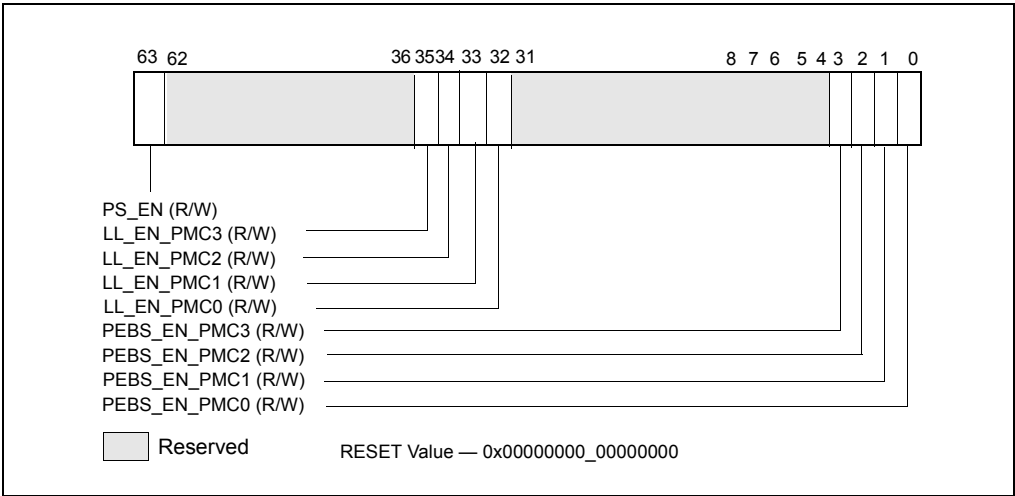 63 62 36 35 34 33 32 31 8 7 6 5 4 3 2 1 0
PS_EN (R/W)
LL_EN_PMC3 (R/W)
LL_EN_PMC2 (R/W)
LL_EN_PMC1 (R/W)
LL_EN_PMC0 (R/W)
PEBS_EN_PMC3 (R/W)
PEBS_EN_PMC2 (R/W)
PEBS_EN_PMC1 (R/W)
PEBS_EN_PMC0 (R/W)
Reserved RESET Value — 0x00000000_00000000